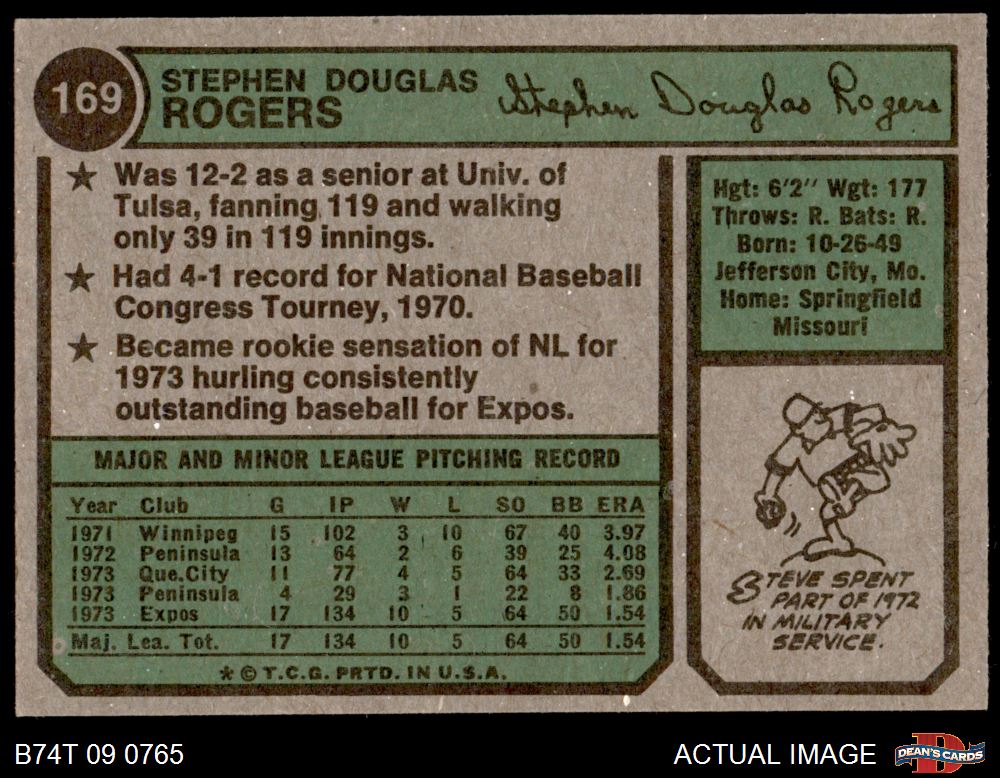 169
STEPHEN DOUGLAS
ROGERS
Stephen Douglas Rogers
★ Was 12-2 as a senior at Univ. of
Tulsa, fanning 119 and walking
only 39 in 119 innings.
★ Had 4-1 record for National Baseball
Congress Tourney, 1970.
★ Became rookie sensation of NL for
1973 hurling consistently
outstanding baseball for Expos.
Hgt: 6'2" Wgt: 177
Throws: R. Bats: R.
Born: 10-26-49
Jefferson City, Mo.
Home: Springfield
Missouri
MAJOR AND MINOR LEAGUE PITCHING RECORD
Year Club G IP W L SO BB ERA
1971 Winnipeg 15 102 3 10 67 40 3.97
1972 Peninsula 13 64 2 6 39 25 4.08
1973 Que.City 11 77 4 5 64 33 2.69
1973 Peninsula 4 29 3 1 22 8 1.86
1973 Expos 17 134 10 5 64 50 1.54
Maj. Lea. Tot. 17 134 10 5 64 50 1.54
* © T.C.G. PRTD. IN U.S.A.
STEVE SPENT
PART OF 1972
IN MILITARY
SERVICE.
B74T 09 0765
ACTUAL IMAGE
DEAN'S CARDS